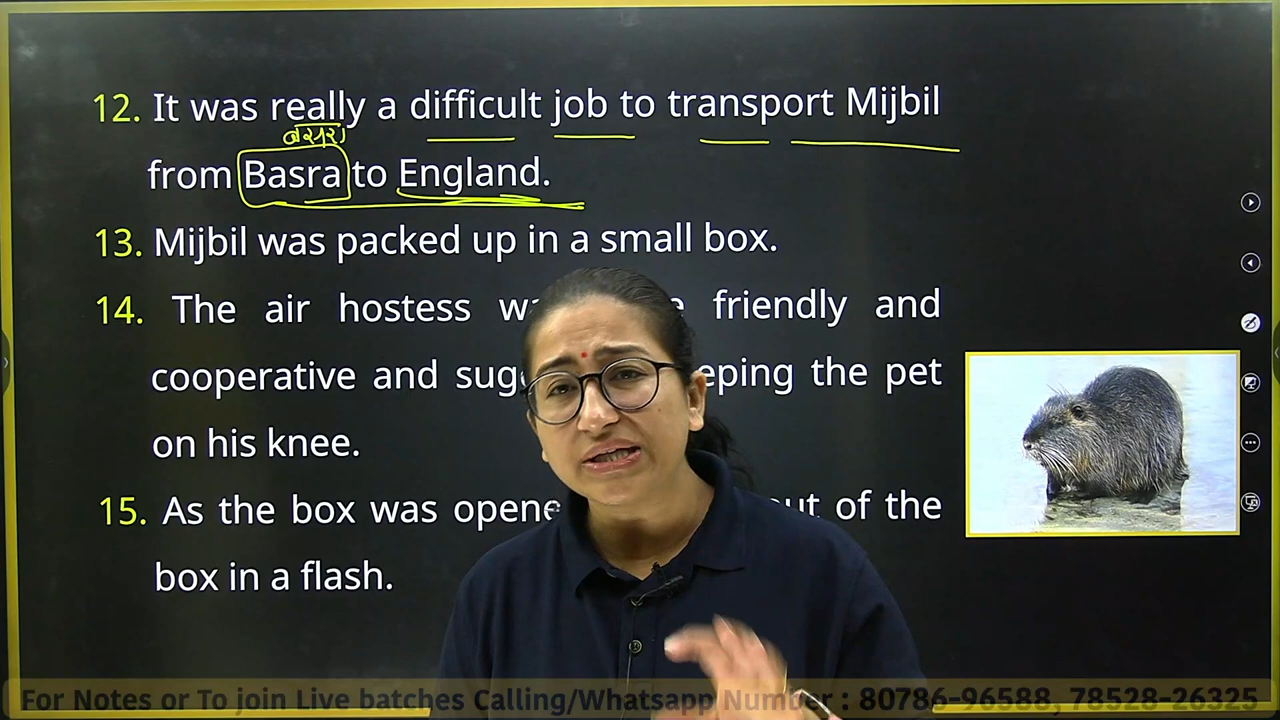 12. It was really a difficult job to transport Mijbil
बसरा
from Basra to England.
13. Mijbil was packed up in a small box.
14. The air hostess friendly and
cooperative and eping the pet
on his knee.
15. As the box was opene ut of the
box in a flash.
For Notes or To join Live batches Calling/Whatsapp Number : 80786-96588, 78528-26325